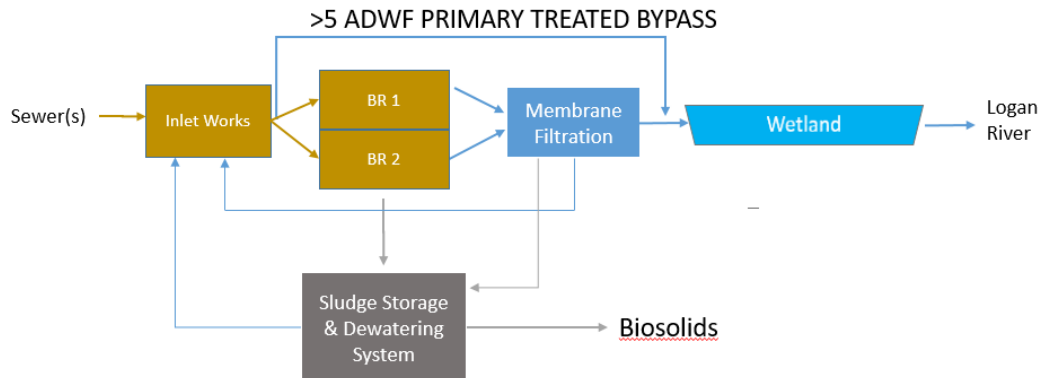 >5 ADWF PRIMARY TREATED BYPASS
Sewer(s)
Inlet Works
BR 1
BR 2
Membrane
Filtration
Wetland
Logan
River
Sludge Storage
& Dewatering
System
Biosolids